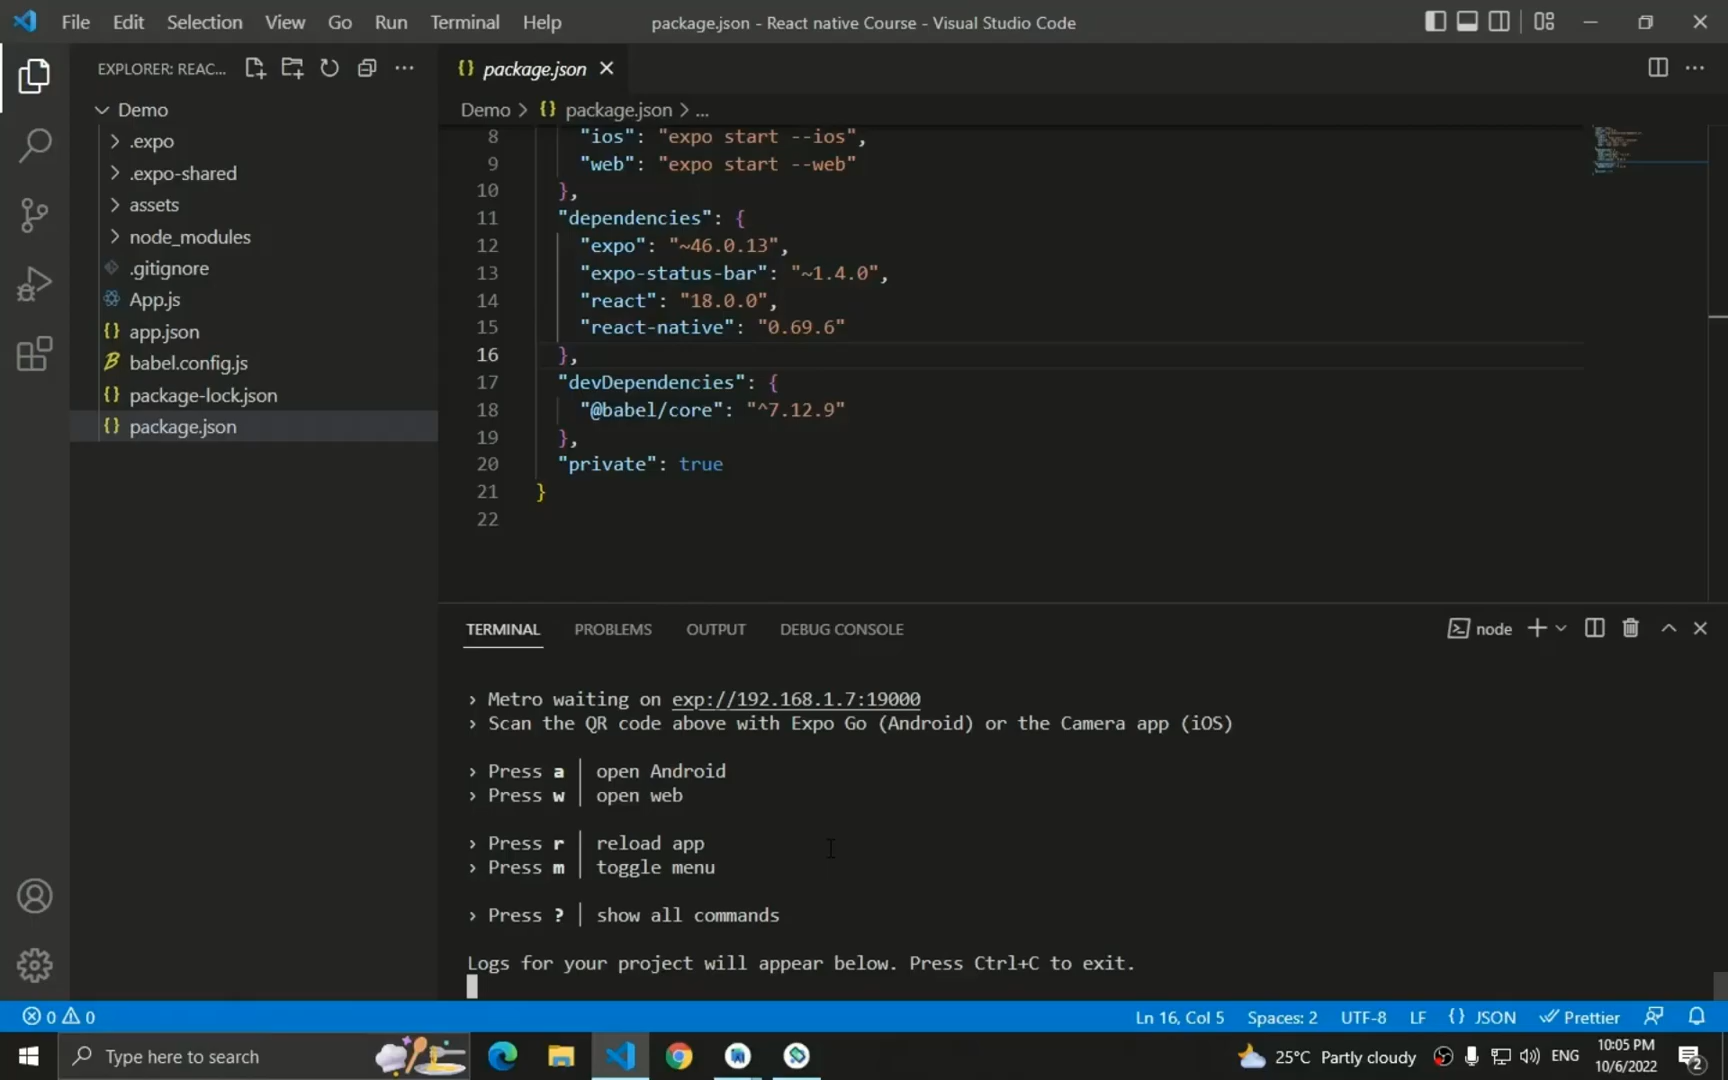 File Edit Selection View Go Run Terminal Help
package.json - React native Course - Visual Studio Code
EXPLORER: REAC...
Demo
.expo
.expo-shared
assets
node_modules
.gitignore
App.js
app.json
babel.config.js
package-lock.json
package.json
{} package.json
Demo > {} package.json > ...
8 "ios": "expo start --ios",
9 "web": "expo start --web"
10 },
11 "dependencies": {
12 "expo": "~46.0.13",
13 "expo-status-bar": "~1.4.0",
14 "react": "18.0.0",
15 "react-native": "0.69.6"
16 },
17 "devDependencies": {
18 "@babel/core": "^7.12.9"
19 },
20 "private": true
21 }
22
TERMINAL PROBLEMS OUTPUT DEBUG CONSOLE
node
› Metro waiting on exp://192.168.1.7:19000
› Scan the QR code above with Expo Go (Android) or the Camera app (iOS)
› Press a │ open Android
› Press w │ open web
› Press r │ reload app
› Press m │ toggle menu
› Press ? │ show all commands
Logs for your project will appear below. Press Ctrl+C to exit.
0 0
Ln 16, Col 5 Spaces: 2 UTF-8 LF {} JSON Prettier
Type here to search
25°C Partly cloudy
ENG
10:05 PM
10/6/2022
2